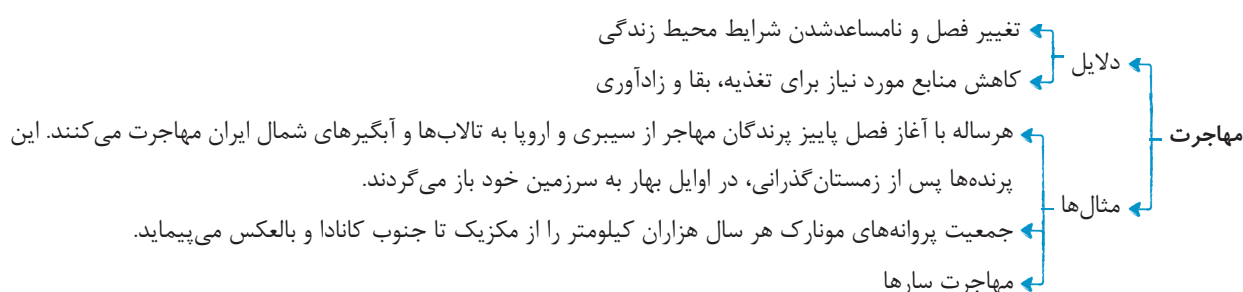 مهاجرت
دلایل
تغییر فصل و نامساعدشدن شرایط محیط زندگی
کاهش منابع مورد نیاز برای تغذیه، بقا و زادآوری
مثال‌ها
هرساله با آغاز فصل پاییز پرندگان مهاجر از سیبری و اروپا به تالاب‌ها و آبگیرهای شمال ایران مهاجرت می‌کنند. این
پرنده‌ها پس از زمستان‌گذرانی، در اوایل بهار به سرزمین خود باز می‌گردند.
جمعیت پروانه‌های مونارک هر سال هزاران کیلومتر را از مکزیک تا جنوب کانادا و بالعکس می‌پیماید.
مهاجرت سارها